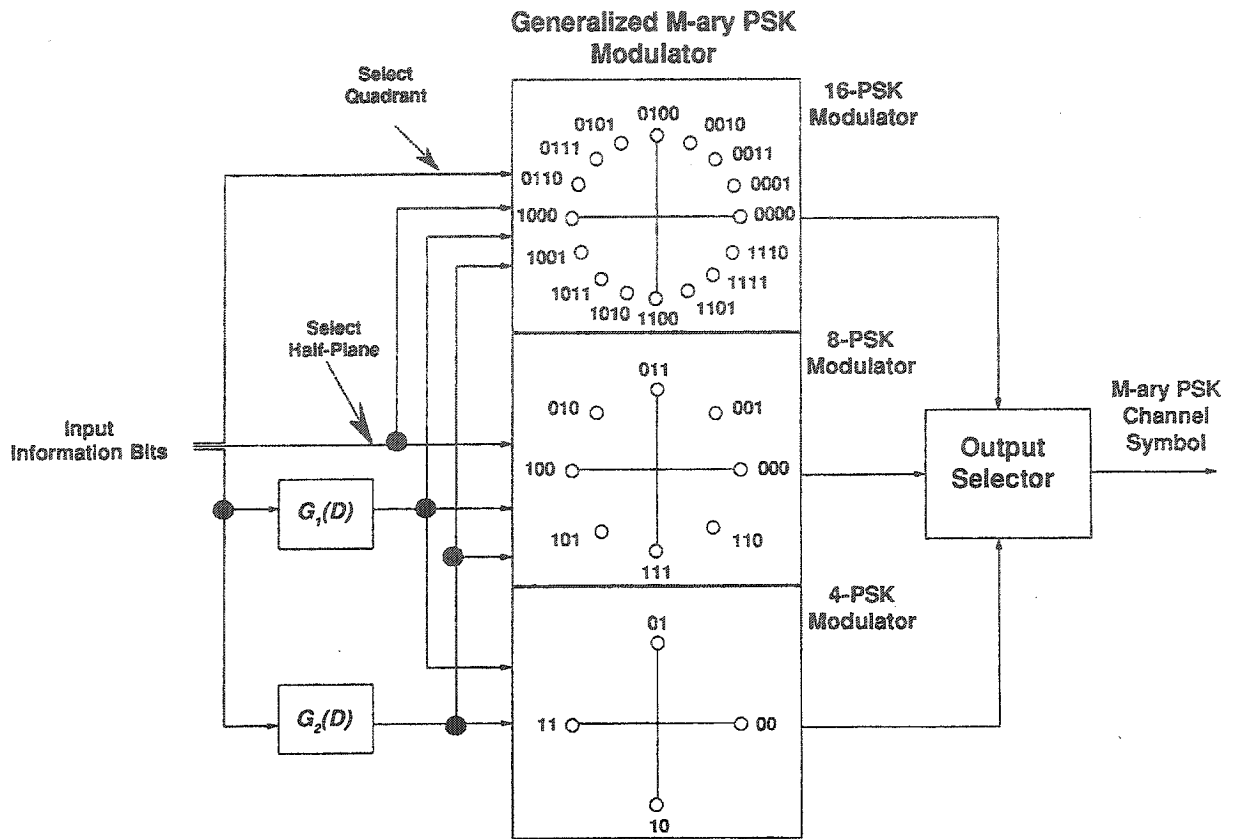 Generalized M-ary PSK
Modulator
Select
Quadrant
16-PSK
Modulator
0100
0101
0010
0111
0011
0110
0001
1000
0000
1001
1110
1011
1111
1010
1101
1100
Select
Half-Plane
8-PSK
Modulator
011
010
001
100
000
101
110
111
Input
Information Bits
G₁(D)
G₂(D)
Output
Selector
M-ary PSK
Channel
Symbol
4-PSK
Modulator
01
11
00
10